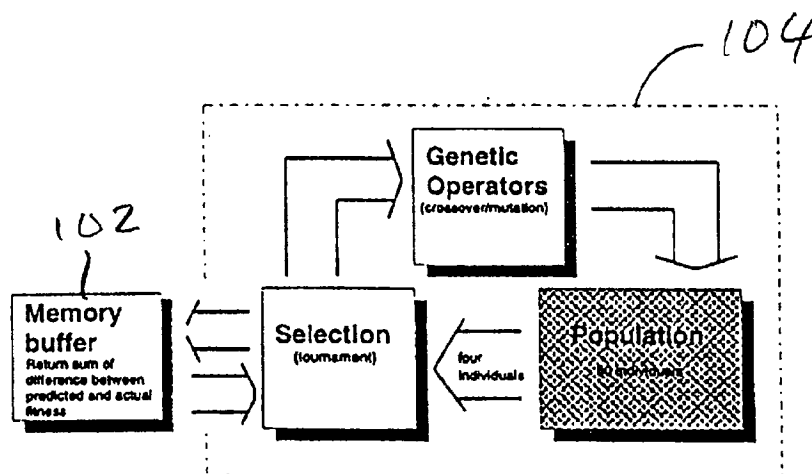 104
Genetic
Operators
(crossover/mutation)
102
Memory
buffer
Return sum of
difference between
predicted and actual
fitness
Selection
(tournament)
four
individuals
Population
individuals